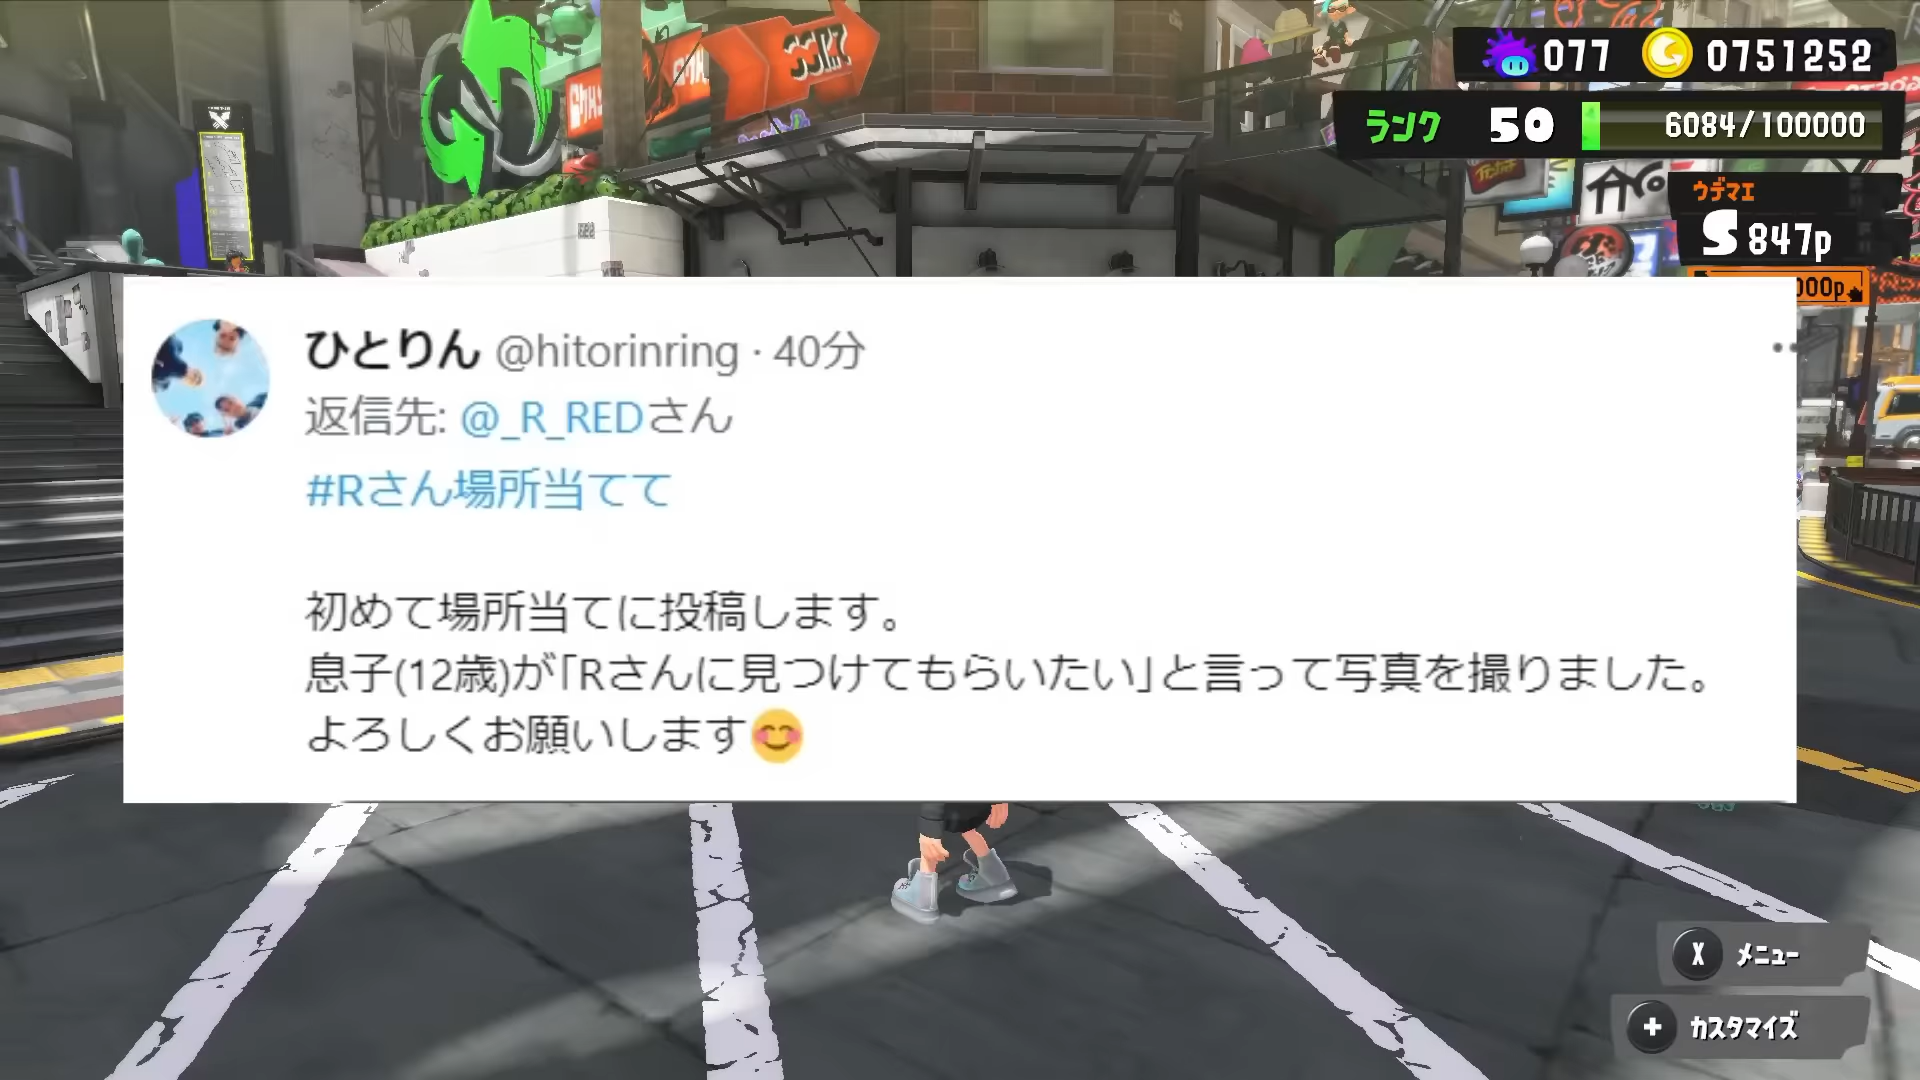 077 0751252
ランク 50 6084/100000
ウデマエ
S 847p
000p
ひとりん @hitorinring · 40分
返信先: @_R_REDさん
#Rさん場所当てて
初めて場所当てに投稿します。
息子(12歳)が「Rさんに見つけてもらいたい」と言って写真を撮りました。
よろしくお願いします😊
X メニュー
+ カスタマイズ